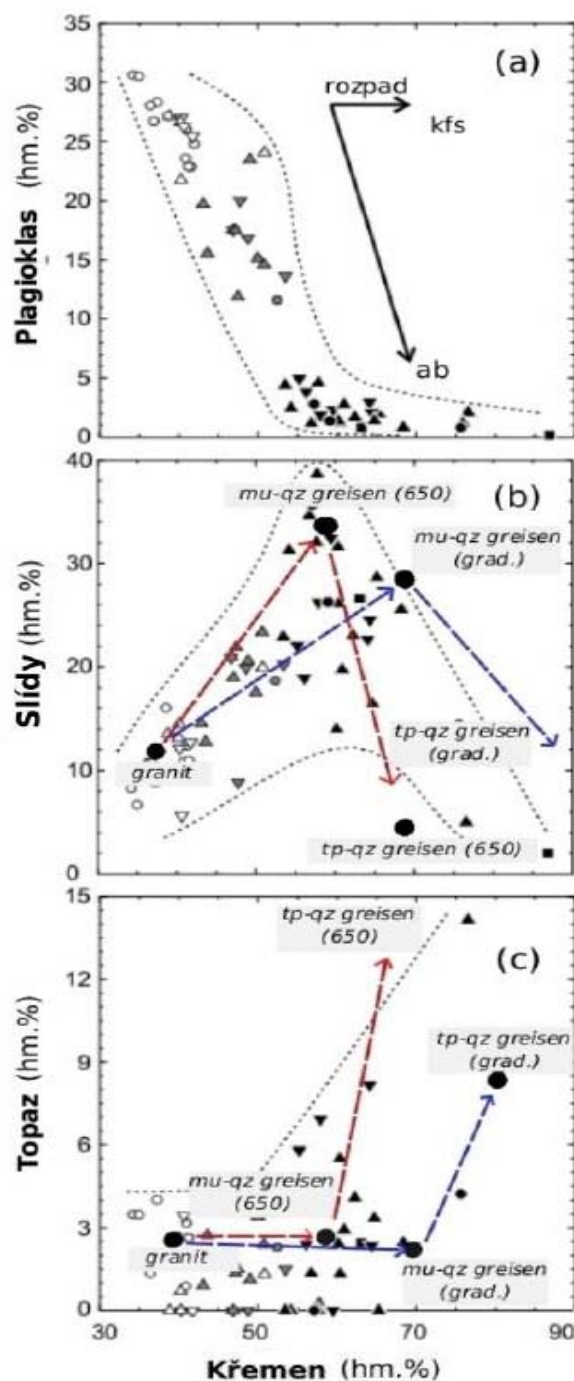 35
30
25
20
15
10
5
0
Plagioklas (hm.%)
(a)
rozpad
kfs
ab
40
30
20
10
0
Slídy (hm.%)
(b)
mu-qz greisen (650)
mu-qz greisen
(grad.)
granit
tp-qz greisen
(grad.)
tp-qz greisen (650)
15
12
9
6
3
0
Topaz (hm.%)
(c)
tp-qz greisen
(650)
tp-qz greisen
(grad.)
mu-qz greisen
(650)
granit
mu-qz greisen
(grad.)
30 50 70 90
Křemen (hm.%)